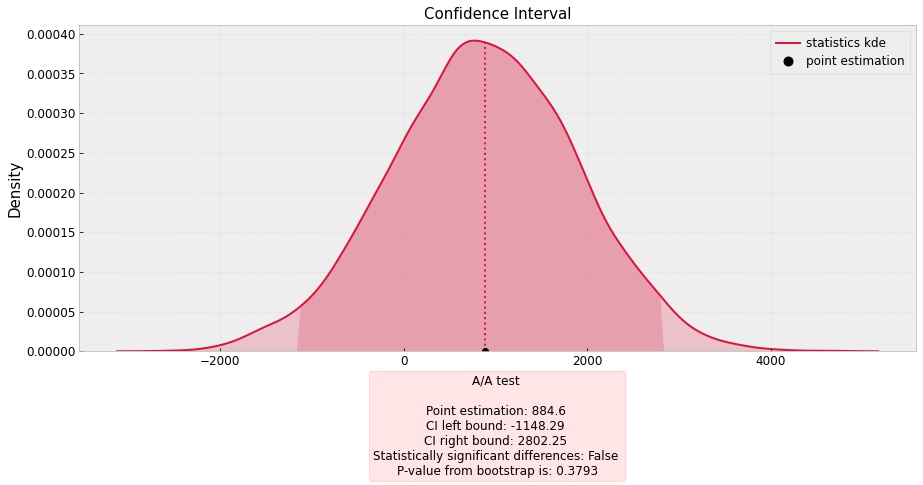 Confidence Interval
statistics kde
point estimation
Density
0.00040
0.00035
0.00030
0.00025
0.00020
0.00015
0.00010
0.00005
0.00000
−2000
0
2000
4000
A/A test
Point estimation: 884.6
CI left bound: -1148.29
CI right bound: 2802.25
Statistically significant differences: False
P-value from bootstrap is: 0.3793